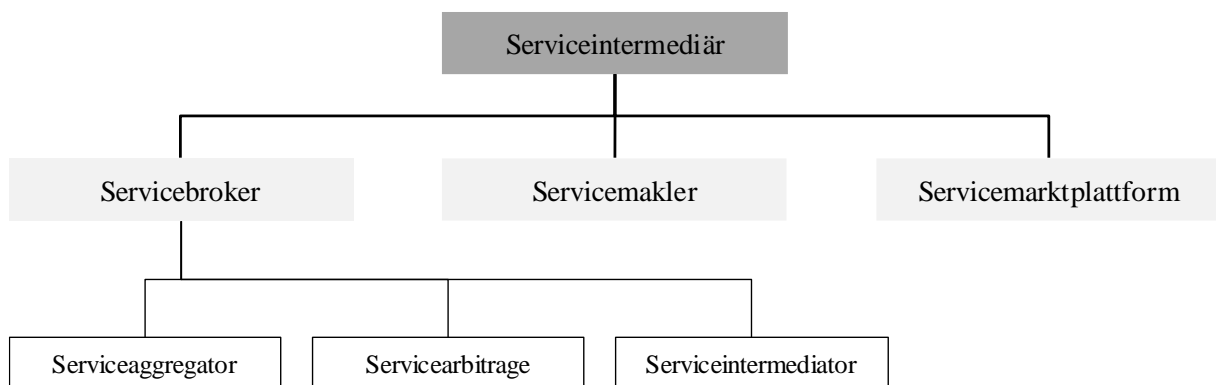 Serviceintermediär
Servicebroker
Servicemakler
Servicemarktplattform
Serviceaggregator
Servicearbitrage
Serviceintermediator